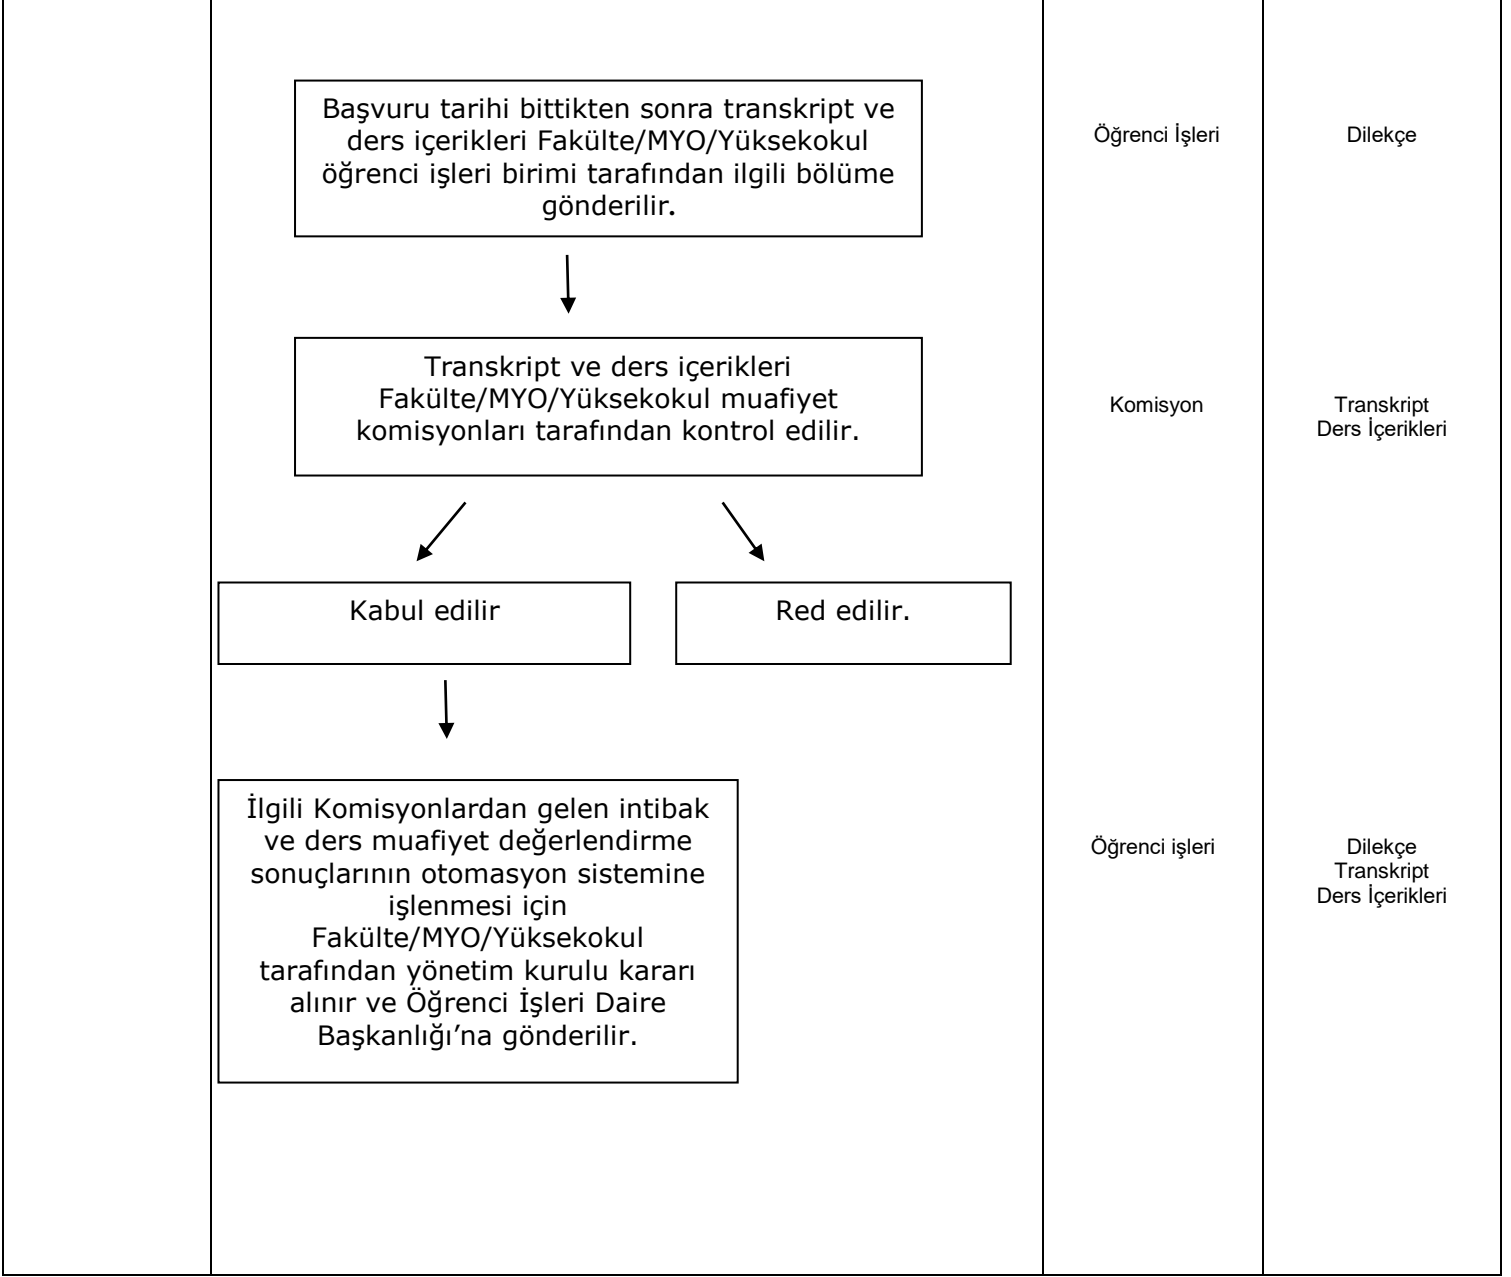 Başvuru tarihi bittikten sonra transkript ve
ders içerikleri Fakülte/MYO/Yüksekokul
öğrenci işleri birimi tarafından ilgili bölüme
gönderilir.
Öğrenci İşleri
Dilekçe
Transkript ve ders içerikleri
Fakülte/MYO/Yüksekokul muafiyet
komisyonları tarafından kontrol edilir.
Komisyon
Transkript
Ders İçerikleri
Kabul edilir
Red edilir.
İlgili Komisyonlardan gelen intibak
ve ders muafiyet değerlendirme
sonuçlarının otomasyon sistemine
işlenmesi için
Fakülte/MYO/Yüksekokul
tarafından yönetim kurulu kararı
alınır ve Öğrenci İşleri Daire
Başkanlığı’na gönderilir.
Öğrenci işleri
Dilekçe
Transkript
Ders İçerikleri